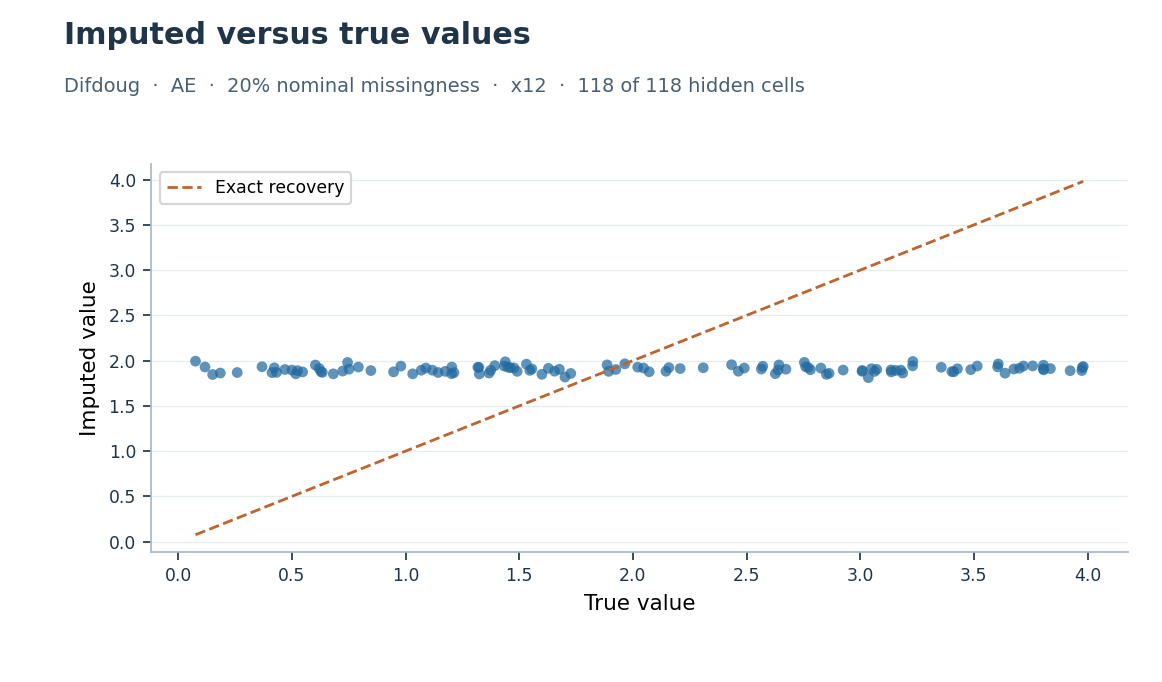 Imputed versus true values
Difdoug · AE · 20% nominal missingness · x12 · 118 of 118 hidden cells
Exact recovery
4.0
3.5
3.0
2.5
2.0
1.5
1.0
0.5
0.0
Imputed value
0.0 0.5 1.0 1.5 2.0 2.5 3.0 3.5 4.0
True value